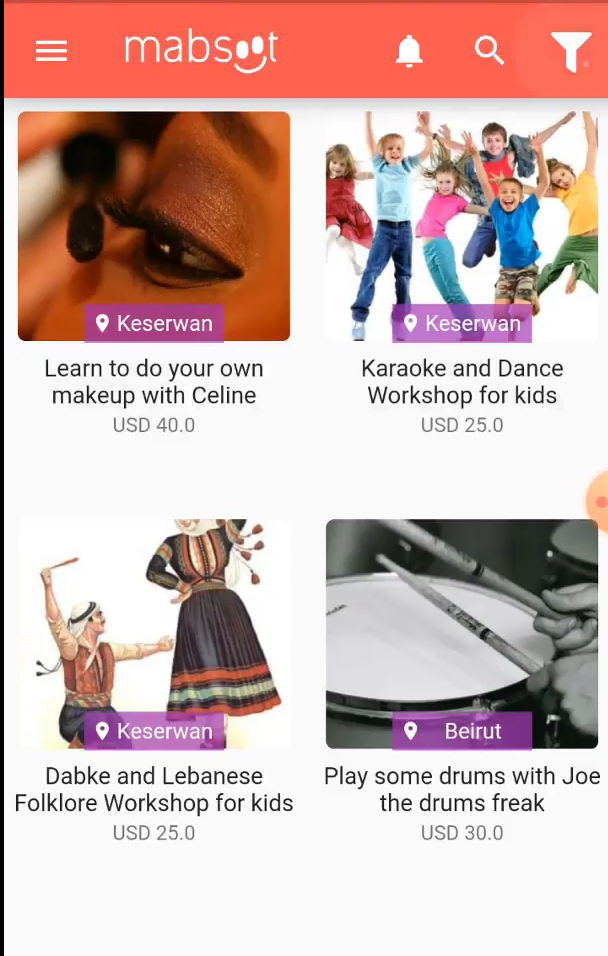 mabsoot
Keserwan
Learn to do your own
makeup with Celine
USD 40.0
Keserwan
Karaoke and Dance
Workshop for kids
USD 25.0
Keserwan
Dabke and Lebanese
Folklore Workshop for kids
USD 25.0
Beirut
Play some drums with Joe
the drums freak
USD 30.0